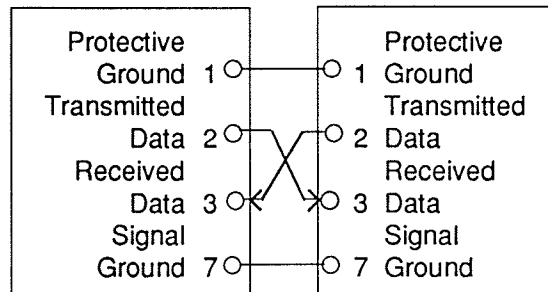 Protective
Ground 1
Transmitted
Data 2
Received
Data 3
Signal
Ground 7
Protective
1 Ground
Transmitted
2 Data
Received
3 Data
Signal
7 Ground